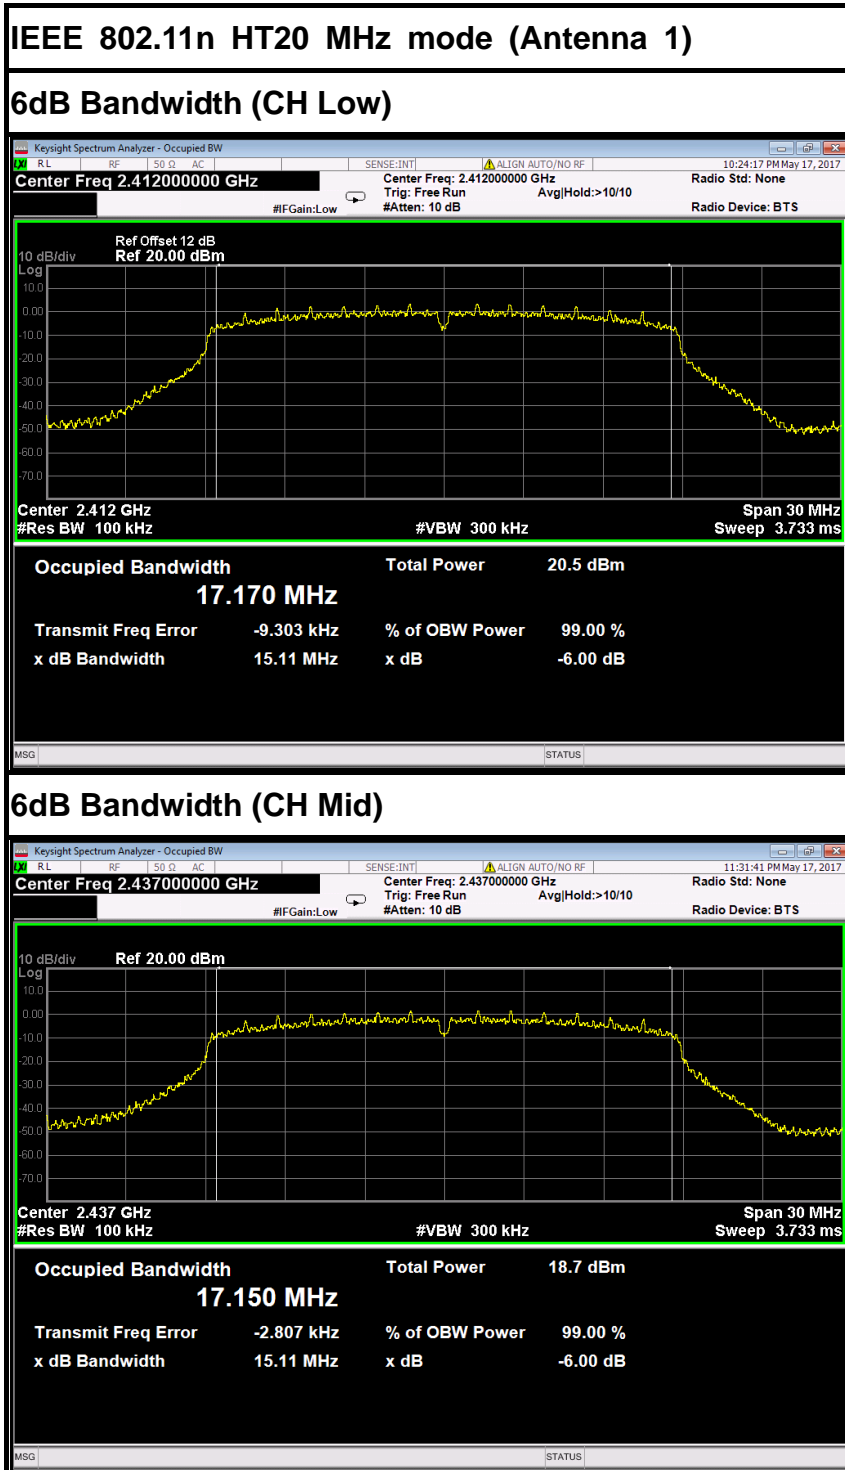 IEEE 802.11n HT20 MHz mode (Antenna 1)
6dB Bandwidth (CH Low)
Keysight Spectrum Analyzer - Occupied BW
LXI RL RF 50 Ω AC SENSE:INT ALIGN AUTO/NO RF 10:24:17 PM May 17, 2017
Center Freq 2.412000000 GHz Center Freq: 2.412000000 GHz Radio Std: None
Trig: Free Run Avg|Hold:>10/10
#IFGain:Low #Atten: 10 dB Radio Device: BTS
Ref Offset 12 dB
10 dB/div Ref 20.00 dBm
Log
10.0
0.00
-10.0
-20.0
-30.0
-40.0
-50.0
-60.0
-70.0
Center 2.412 GHz Span 30 MHz
#Res BW 100 kHz #VBW 300 kHz Sweep 3.733 ms
Occupied Bandwidth Total Power 20.5 dBm
17.170 MHz
Transmit Freq Error -9.303 kHz % of OBW Power 99.00 %
x dB Bandwidth 15.11 MHz x dB -6.00 dB
MSG STATUS
6dB Bandwidth (CH Mid)
Keysight Spectrum Analyzer - Occupied BW
LXI RL RF 50 Ω AC SENSE:INT ALIGN AUTO/NO RF 11:31:41 PM May 17, 2017
Center Freq 2.437000000 GHz Center Freq: 2.437000000 GHz Radio Std: None
Trig: Free Run Avg|Hold:>10/10
#IFGain:Low #Atten: 10 dB Radio Device: BTS
10 dB/div Ref 20.00 dBm
Log
10.0
0.00
-10.0
-20.0
-30.0
-40.0
-50.0
-60.0
-70.0
Center 2.437 GHz Span 30 MHz
#Res BW 100 kHz #VBW 300 kHz Sweep 3.733 ms
Occupied Bandwidth Total Power 18.7 dBm
17.150 MHz
Transmit Freq Error -2.807 kHz % of OBW Power 99.00 %
x dB Bandwidth 15.11 MHz x dB -6.00 dB
MSG STATUS